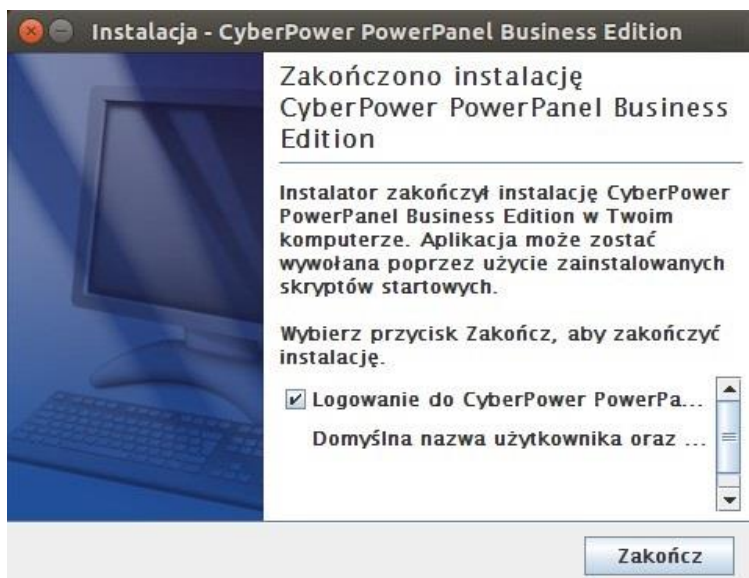 Instalacja - CyberPower PowerPanel Business Edition
Zakończono instalację
CyberPower PowerPanel Business
Edition
Instalator zakończył instalację CyberPower
PowerPanel Business Edition w Twoim
komputerze. Aplikacja może zostać
wywołana poprzez użycie zainstalowanych
skryptów startowych.
Wybierz przycisk Zakończ, aby zakończyć
instalację.
Logowanie do CyberPower PowerPa...
Domyślna nazwa użytkownika oraz ...
Zakończ